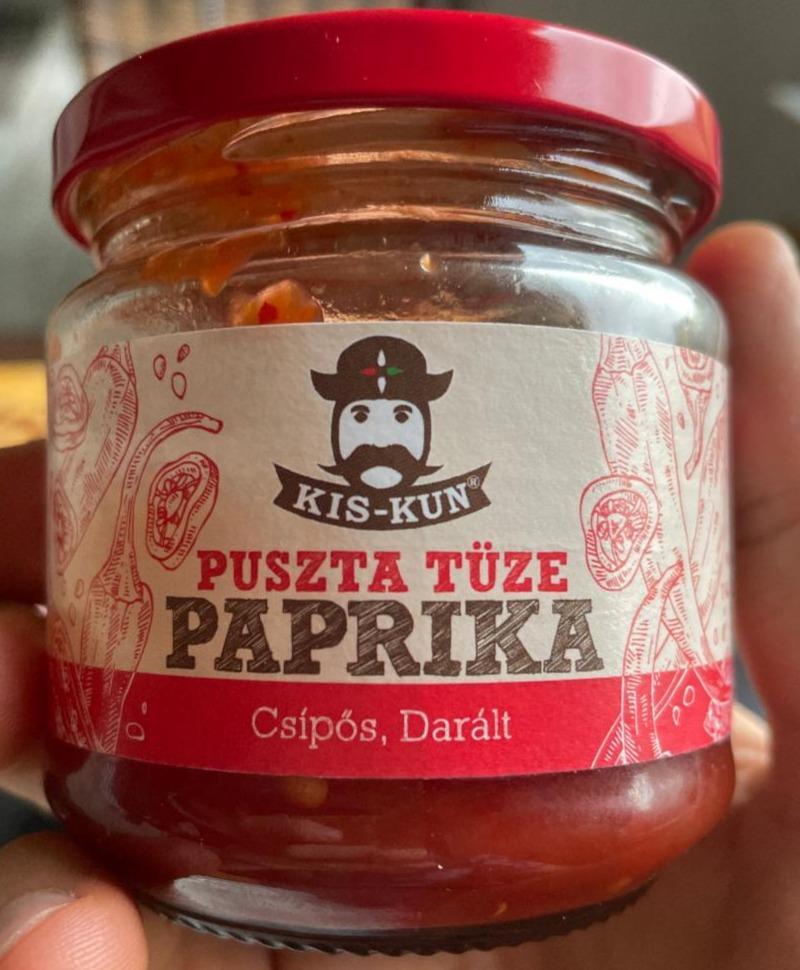 KIS-KUN®
PUSZTA TÜZE
PAPRIKA
Csípős, Darált